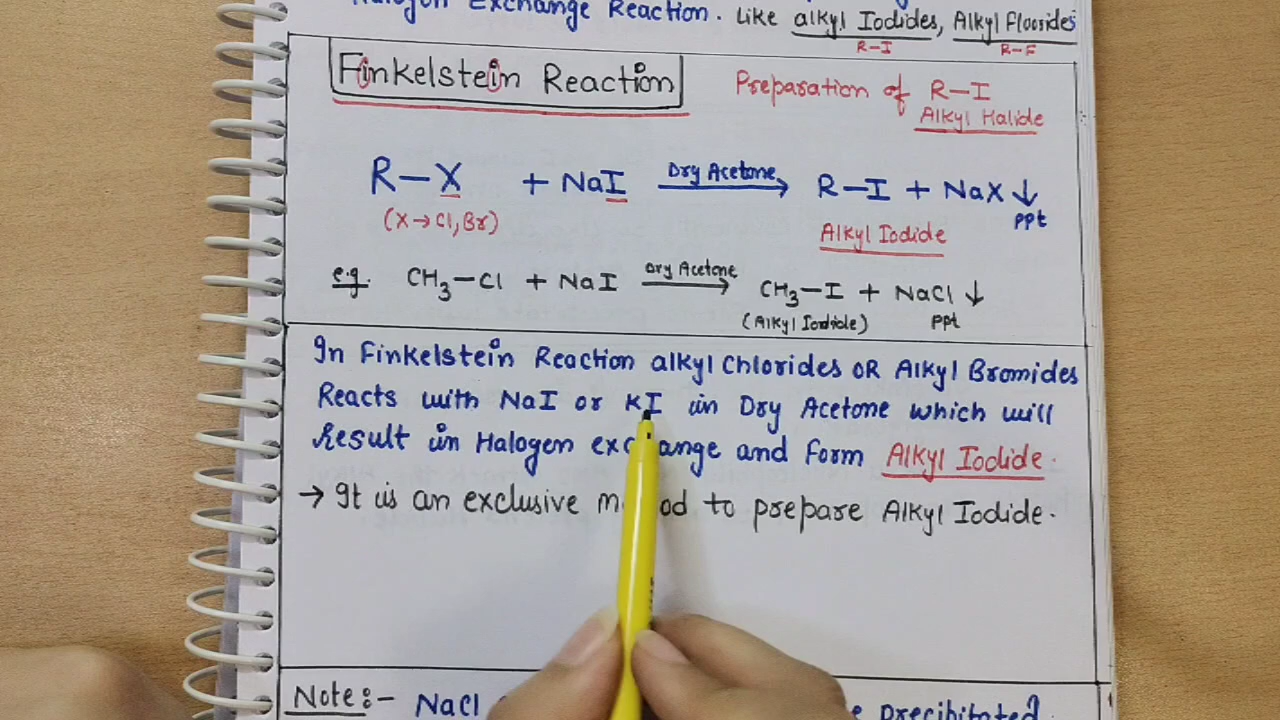 Halogen Exchange Reaction. Like alkyl Iodides, Alkyl Fluorides
R-I R-F
Finkelstein Reaction
Preparation of R-I
Alkyl Halide
R-X + NaI Dry Acetone → R-I + NaX ↓
ppt
(X→Cl, Br)
Alkyl Iodide
e.g. CH3-Cl + NaI Dry Acetone → CH3-I + NaCl ↓
(Alkyl Iodide) ppt
In Finkelstein Reaction alkyl chlorides OR Alkyl Bromides
Reacts with NaI or KI in Dry Acetone which will
Result in Halogen exchange and form Alkyl Iodide.
→ It is an exclusive method to prepare Alkyl Iodide.
Note:- NaCl precibitated